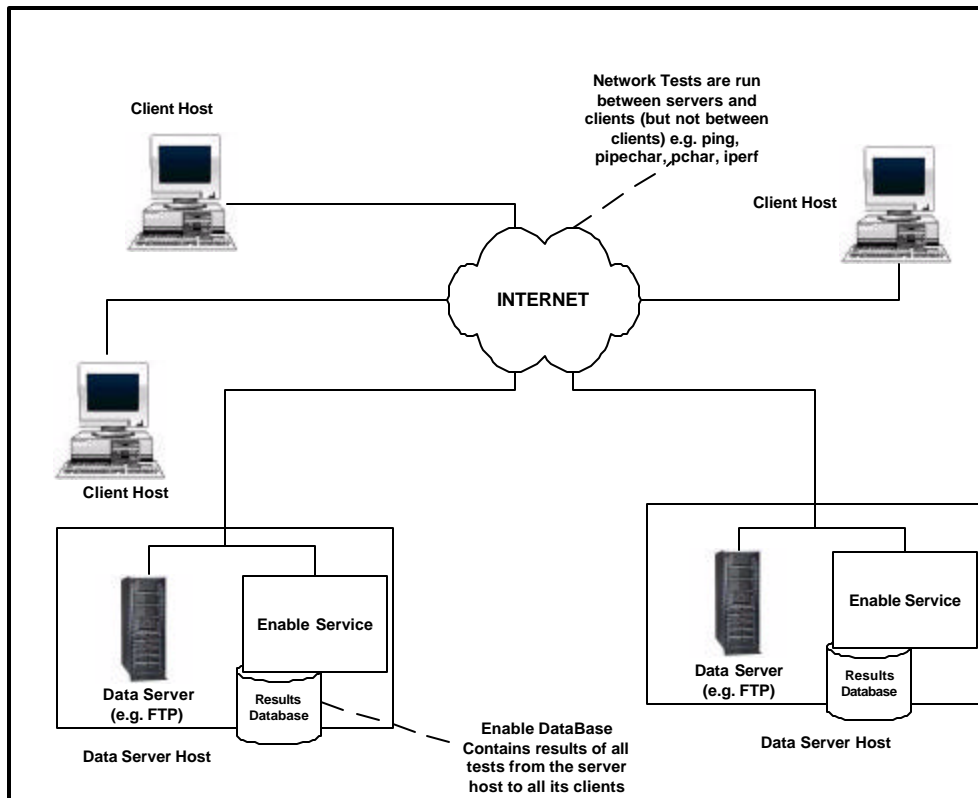 Network Tests are run
between servers and
clients (but not between
clients) e.g. ping,
pipechar, pchar, iperf
Client Host
Client Host
INTERNET
Client Host
Enable Service
Data Server
(e.g. FTP)
Results
Database
Data Server Host
Enable Service
Data Server
(e.g. FTP)
Results
Database
Data Server Host
Enable DataBase
Contains results of all
tests from the server
host to all its clients